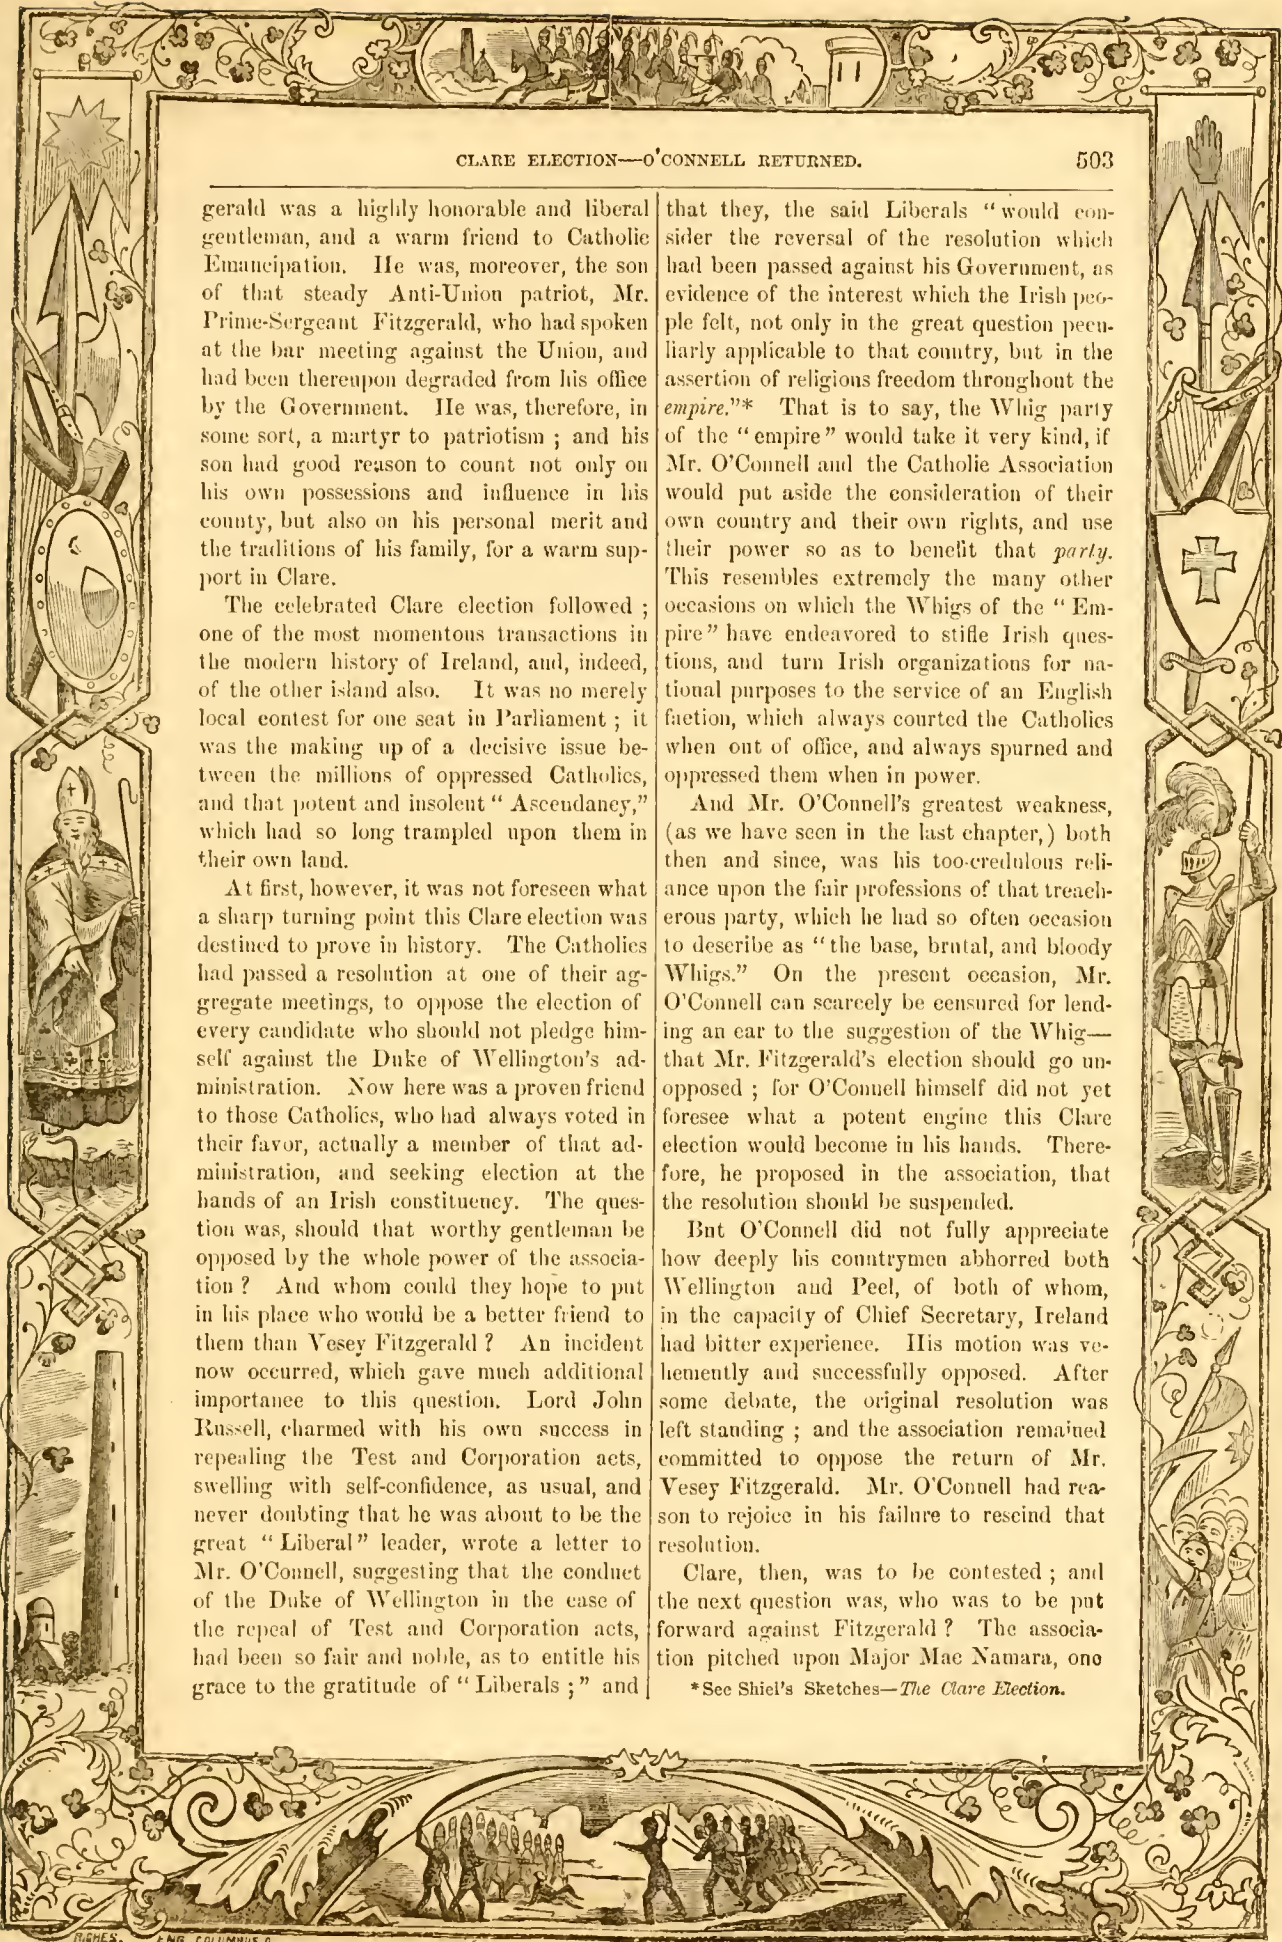 CLARE ELECTION—O'CONNELL RETURNED. 503
gerald was a highly honorable and liberal
gentleman, and a warm friend to Catholic
Emancipation. He was, moreover, the son
of that steady Anti-Union patriot, Mr.
Prime-Sergeant Fitzgerald, who had spoken
at the bar meeting against the Union, and
had been thereupon degraded from his office
by the Government. He was, therefore, in
some sort, a martyr to patriotism ; and his
son had good reason to count not only on
his own possessions and influence in his
county, but also on his personal merit and
the traditions of his family, for a warm sup-
port in Clare.
The celebrated Clare election followed ;
one of the most momentous transactions in
the modern history of Ireland, and, indeed,
of the other island also. It was no merely
local contest for one seat in Parliament ; it
was the making up of a decisive issue be-
tween the millions of oppressed Catholics,
and that potent and insolent " Ascendancy,"
which had so long trampled upon them in
their own land.
At first, however, it was not foreseen what
a sharp turning point this Clare election was
destined to prove in history. The Catholics
had passed a resolution at one of their ag-
gregate meetings, to oppose the election of
every candidate who should not pledge him-
self against the Duke of Wellington's ad-
ministration. Now here was a proven friend
to those Catholics, who had always voted in
their favor, actually a member of that ad-
ministration, and seeking election at the
hands of an Irish constituency. The ques-
tion was, should that worthy gentleman be
opposed by the whole power of the associa-
tion ? And whom could they hope to put
in his place who would be a better friend to
them than Vesey Fitzgerald ? An incident
now occurred, which gave much additional
importance to this question. Lord John
Russell, charmed with his own success in
repealing the Test and Corporation acts,
swelling with self-confidence, as usual, and
never doubting that he was about to be the
great " Liberal" leader, wrote a letter to
Mr. O'Connell, suggesting that the conduct
of the Duke of Wellington in the case of
the repeal of Test and Corporation acts,
had been so fair and noble, as to entitle his
grace to the gratitude of " Liberals ;" and
that they, the said Liberals " would con-
sider the reversal of the resolution which
had been passed against his Government, as
evidence of the interest which the Irish peo-
ple felt, not only in the great question pecu-
liarly applicable to that country, but in the
assertion of religious freedom throughout the
empire."* That is to say, the Whig party
of the " empire" would take it very kind, if
Mr. O'Connell and the Catholic Association
would put aside the consideration of their
own country and their own rights, and use
their power so as to benefit that party.
This resembles extremely the many other
occasions on which the Whigs of the " Em-
pire" have endeavored to stifle Irish ques-
tions, and turn Irish organizations for na-
tional purposes to the service of an English
faction, which always courted the Catholics
when out of office, and always spurned and
oppressed them when in power.
And Mr. O'Connell's greatest weakness,
(as we have seen in the last chapter,) both
then and since, was his too-credulous reli-
ance upon the fair professions of that treach-
erous party, which he had so often occasion
to describe as "the base, brutal, and bloody
Whigs." On the present occasion, Mr.
O'Connell can scarcely be censured for lend-
ing an ear to the suggestion of the Whig—
that Mr. Fitzgerald's election should go un-
opposed ; for O'Connell himself did not yet
foresee what a potent engine this Clare
election would become in his hands. There-
fore, he proposed in the association, that
the resolution should be suspended.
But O'Connell did not fully appreciate
how deeply his countrymen abhorred both
Wellington and Peel, of both of whom,
in the capacity of Chief Secretary, Ireland
had bitter experience. His motion was ve-
hemently and successfully opposed. After
some debate, the original resolution was
left standing ; and the association remained
committed to oppose the return of Mr.
Vesey Fitzgerald. Mr. O'Connell had rea-
son to rejoice in his failure to rescind that
resolution.
Clare, then, was to be contested ; and
the next question was, who was to be put
forward against Fitzgerald ? The associa-
tion pitched upon Major Mac Namara, one
*See Shiel's Sketches—The Clare Election.
RICHES. ENG. COLUMBUS O.